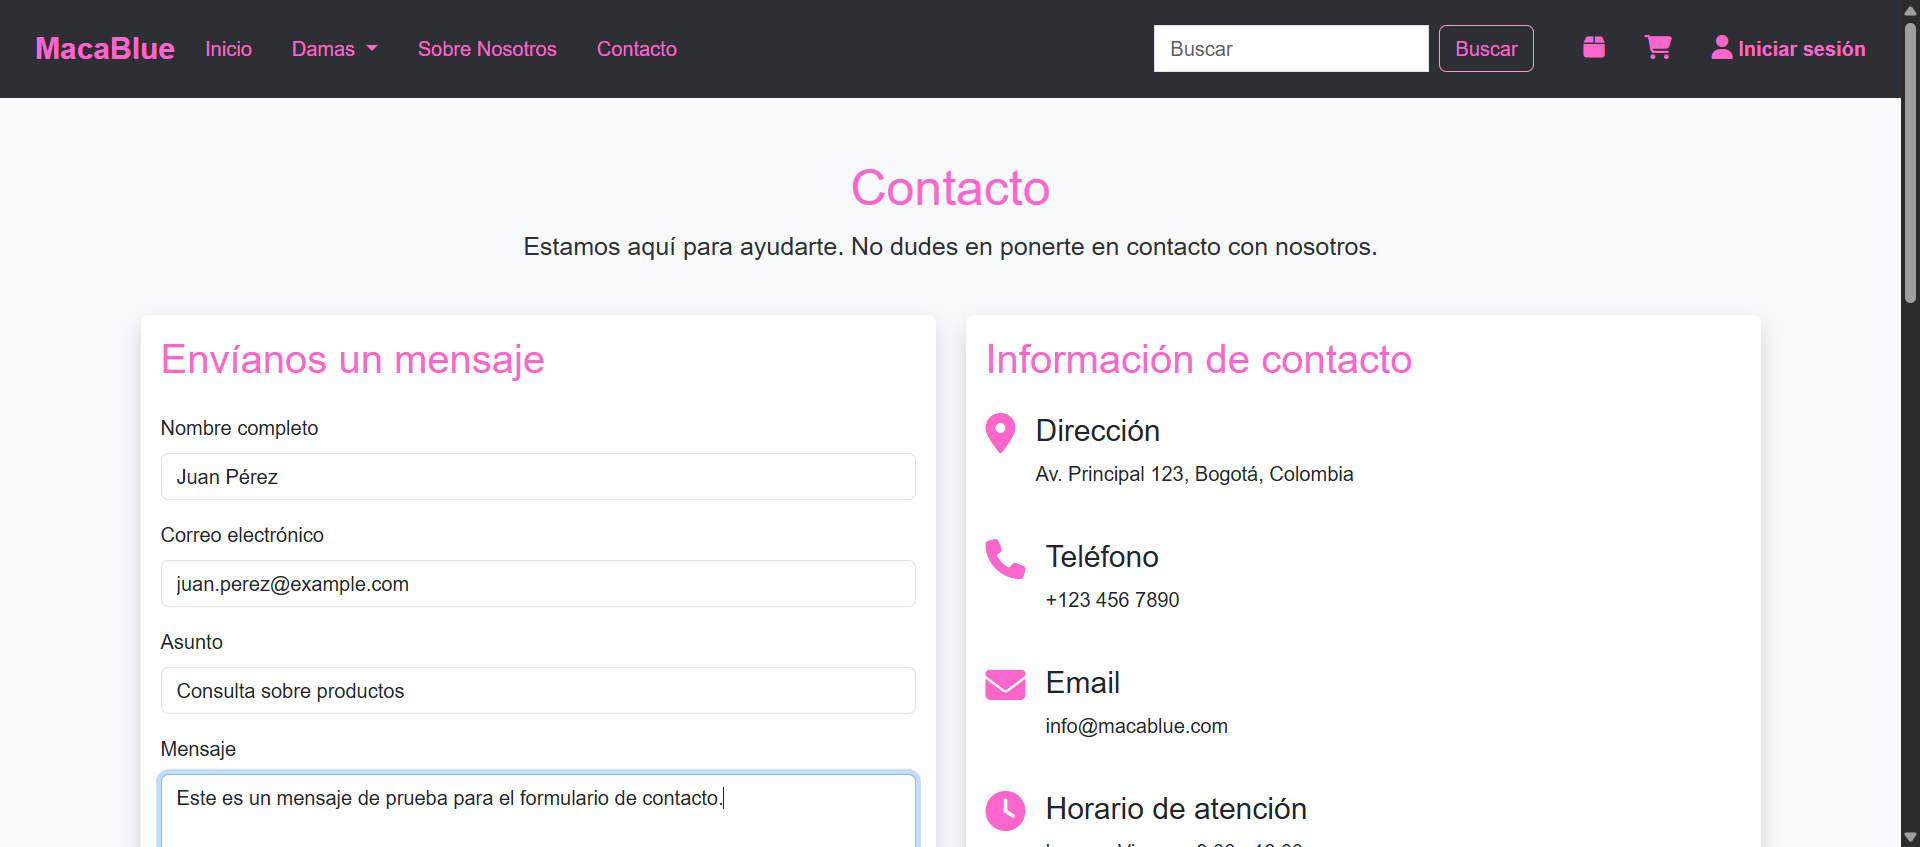 MacaBlue Inicio Damas Sobre Nosotros Contacto Buscar Buscar Iniciar sesión
Contacto
Estamos aquí para ayudarte. No dudes en ponerte en contacto con nosotros.
Envíanos un mensaje
Nombre completo
Juan Pérez
Correo electrónico
juan.perez@example.com
Asunto
Consulta sobre productos
Mensaje
Este es un mensaje de prueba para el formulario de contacto.
Información de contacto
Dirección
Av. Principal 123, Bogotá, Colombia
Teléfono
+123 456 7890
Email
info@macablue.com
Horario de atención